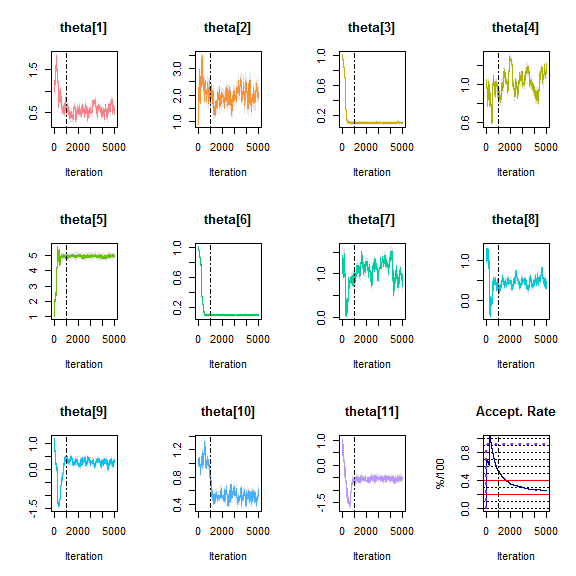 theta[1] theta[2] theta[3] theta[4]
0.5 1.5
1.0 2.0 3.0
0.2 0.6 1.0
0.6 1.0
0 2000 5000 0 2000 5000 0 2000 5000 0 2000 5000
Iteration Iteration Iteration Iteration
theta[5] theta[6] theta[7] theta[8]
1 2 3 4 5
0.2 0.6 1.0
0.0 1.0
0.0 1.0
0 2000 5000 0 2000 5000 0 2000 5000 0 2000 5000
Iteration Iteration Iteration Iteration
theta[9] theta[10] theta[11] Accept. Rate
-1.5 0.0 1.0
0.4 0.8 1.2
-1.5 0.0 1.0
%/100
0.0 0.4 0.8
0 2000 5000 0 2000 5000 0 2000 5000 0 2000 5000
Iteration Iteration Iteration Iteration